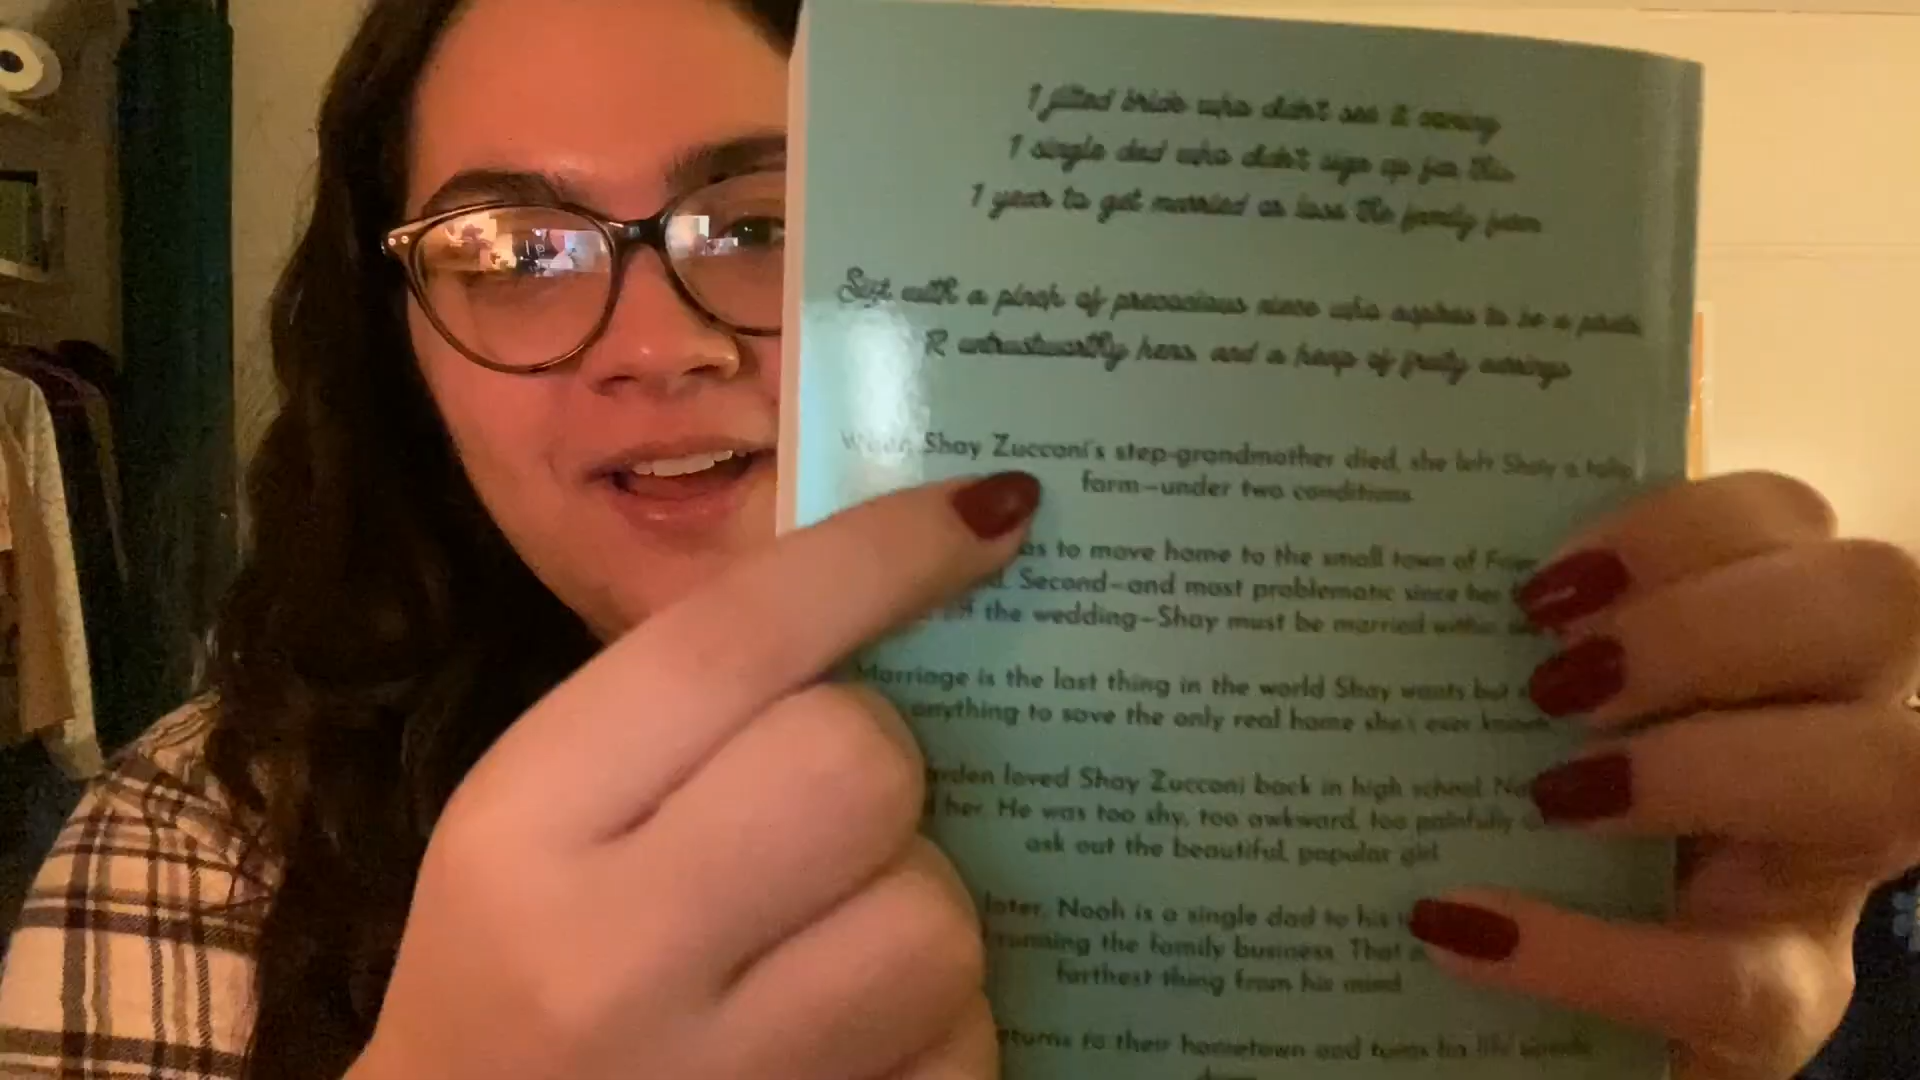 1 jilted bride who didn't see it coming
1 single dad who didn't sign up for this
1 year to get married or lose the family farm
Sift with a pinch of precocious niece who aspires to be a pirate,
untrustworthy hens, and a heap of fruity earrings
When Shay Zucconi's step-grandmother died, she left Shay a tulip
farm—under two conditions.
as to move home to the small town of
Second—and most problematic since her
the wedding—Shay must be married within
Marriage is the last thing in the world Shay wants but
anything to save the only real home she's ever known.
loved Shay Zucconi back in high school.
her. He was too shy, too awkward, too painfully
ask out the beautiful, popular girl.
later, Noah is a single dad to his
running the family business. That
farthest thing from his mind.
to their hometown and turns his life upside